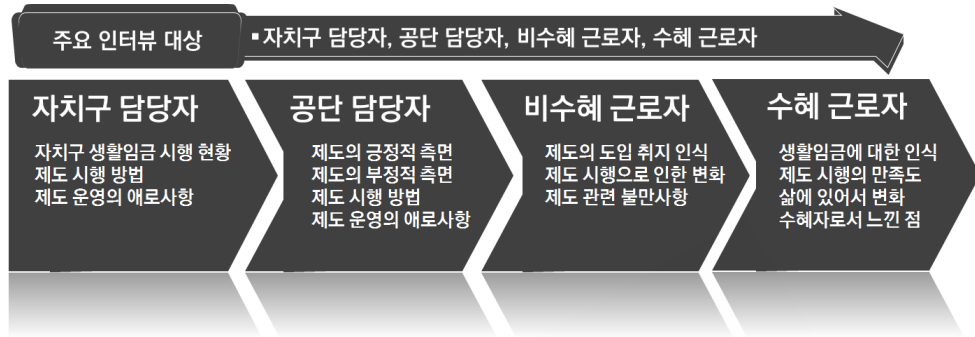 주요 인터뷰 대상
▪자치구 담당자, 공단 담당자, 비수혜 근로자, 수혜 근로자
자치구 담당자
자치구 생활임금 시행 현황
제도 시행 방법
제도 운영의 애로사항
공단 담당자
제도의 긍정적 측면
제도의 부정적 측면
제도 시행 방법
제도 운영의 애로사항
비수혜 근로자
제도의 도입 취지 인식
제도 시행으로 인한 변화
제도 관련 불만사항
수혜 근로자
생활임금에 대한 인식
제도 시행의 만족도
삶에 있어서 변화
수혜자로서 느낀 점